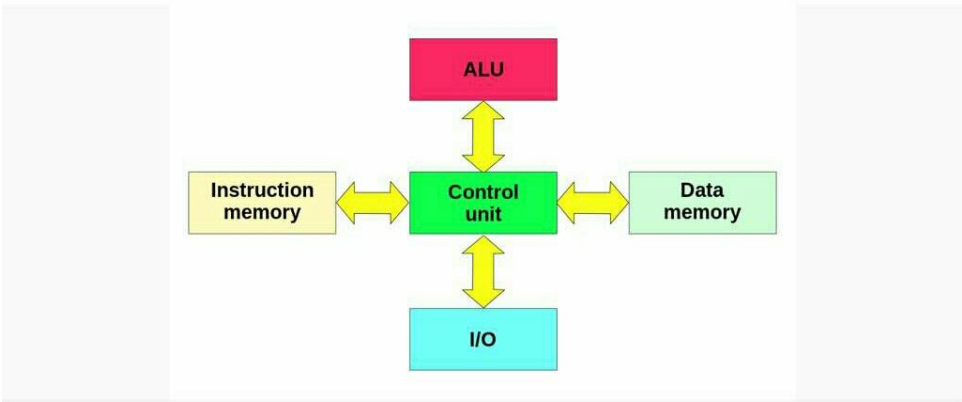 ALU
Instruction
memory
Control
unit
Data
memory
I/O